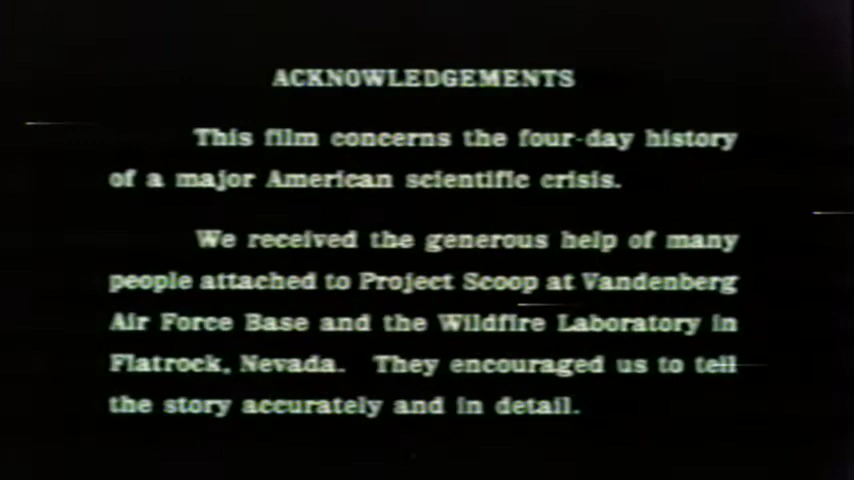 ACKNOWLEDGEMENTS
This film concerns the four-day history
of a major American scientific crisis.
We received the generous help of many
people attached to Project Scoop at Vandenberg
Air Force Base and the Wildfire Laboratory in
Flatrock, Nevada. They encouraged us to tell
the story accurately and in detail.